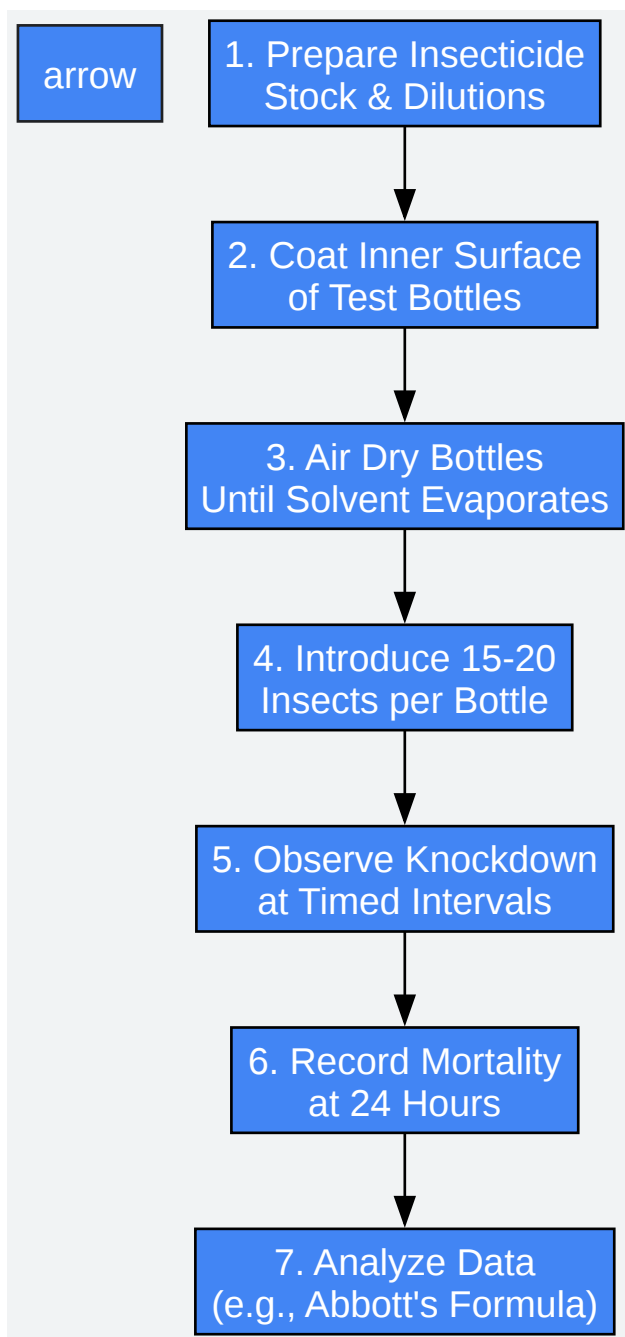 arrow
1. Prepare Insecticide
Stock & Dilutions
2. Coat Inner Surface
of Test Bottles
3. Air Dry Bottles
Until Solvent Evaporates
4. Introduce 15-20
Insects per Bottle
5. Observe Knockdown
at Timed Intervals
6. Record Mortality
at 24 Hours
7. Analyze Data
(e.g., Abbott's Formula)